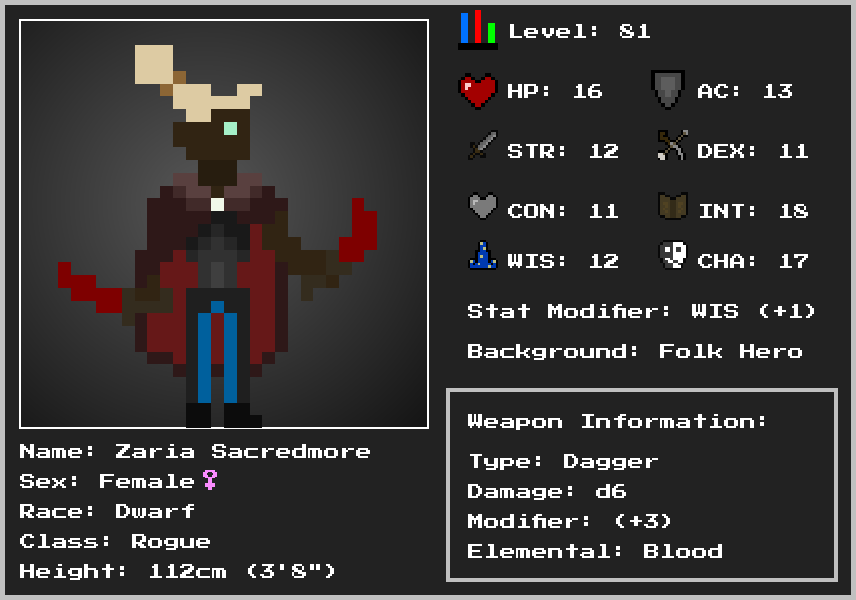 Level: 81
HP: 16
AC: 13
STR: 12
DEX: 11
CON: 11
INT: 18
WIS: 12
CHA: 17
Stat Modifier: WIS (+1)
Background: Folk Hero
Weapon Information:
Type: Dagger
Damage: d6
Modifier: (+3)
Elemental: Blood
Name: Zaria Sacredmore
Sex: Female♀
Race: Dwarf
Class: Rogue
Height: 112cm (3'8")